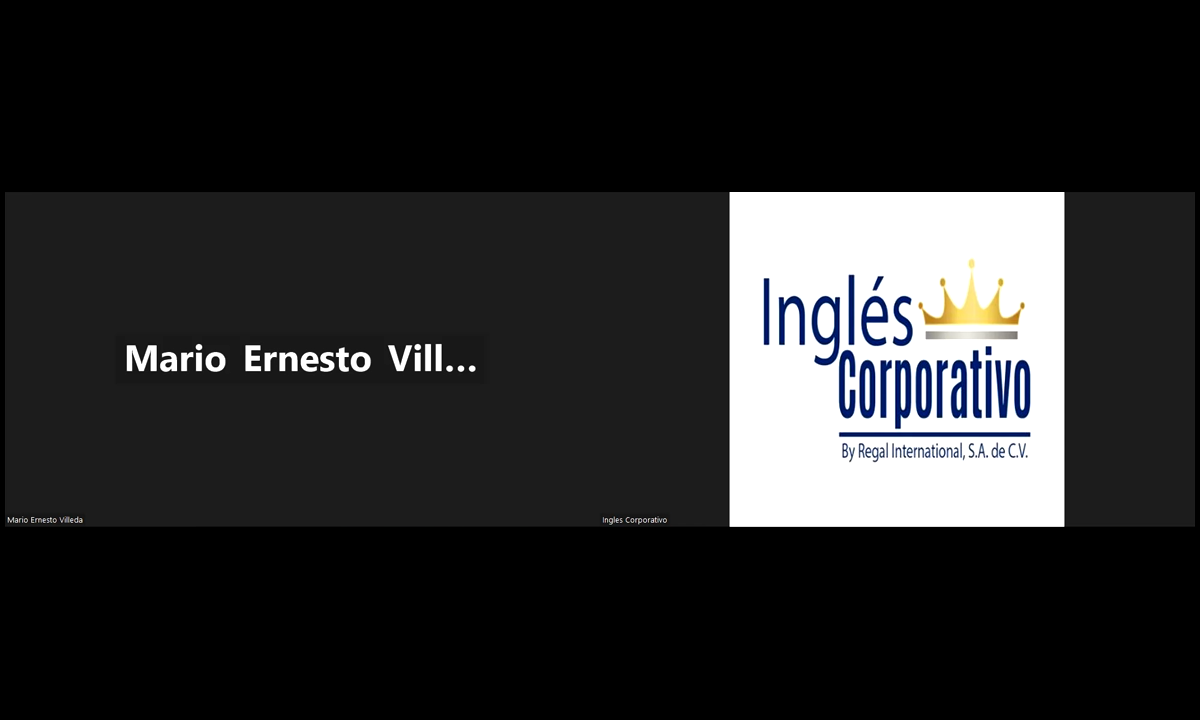 Mario Ernesto Vill...
Mario Ernesto Villeda
Inglés
Corporativo
By Regal International, S.A. de C.V.
Ingles Corporativo